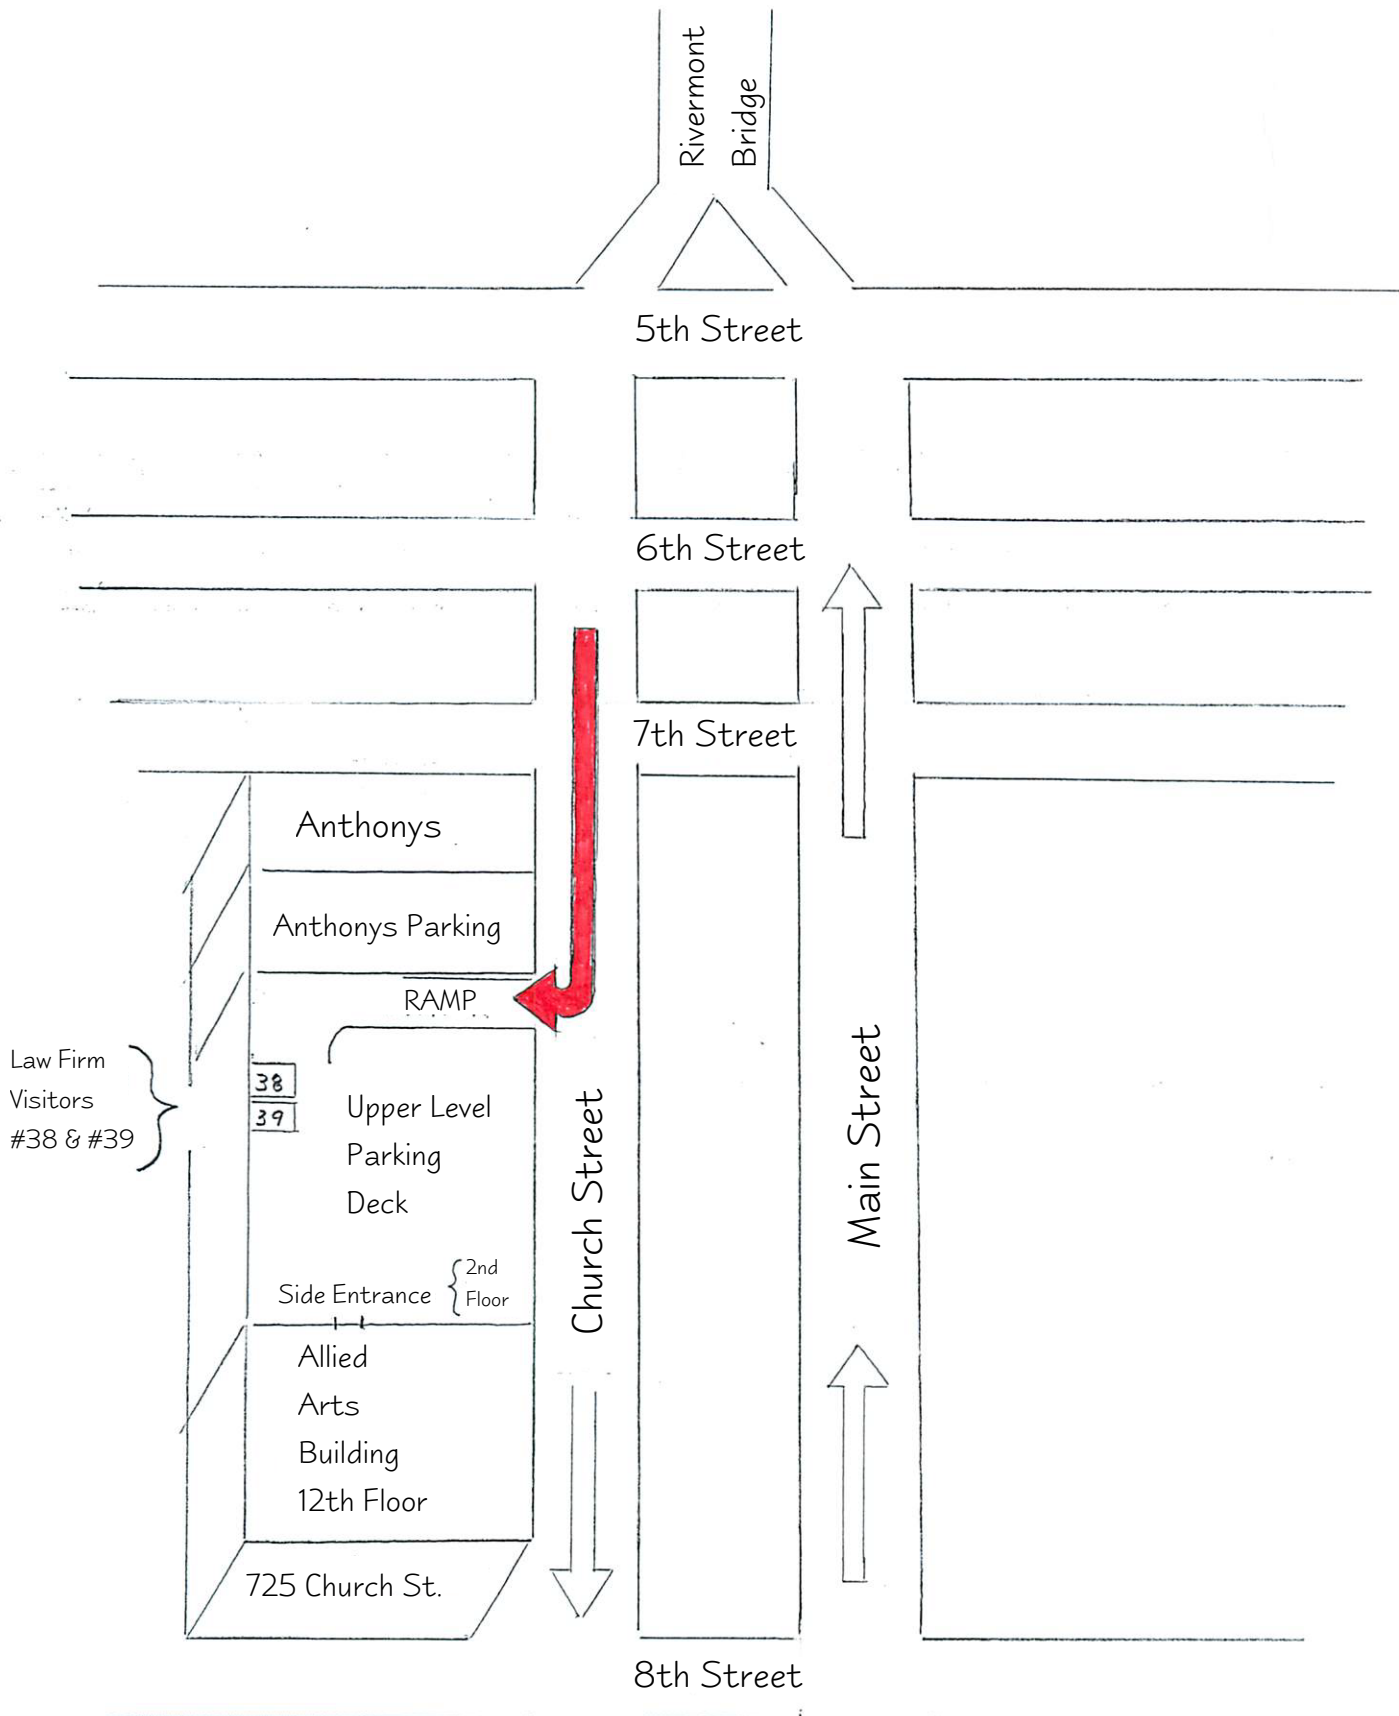 Rivermont
Bridge
5th Street
6th Street
7th Street
Anthonys
Anthonys Parking
RAMP
Law Firm
Visitors
#38 & #39
38
39
Upper Level
Parking
Deck
Church Street
Main Street
Side Entrance
2nd
Floor
Allied
Arts
Building
12th Floor
725 Church St.
8th Street